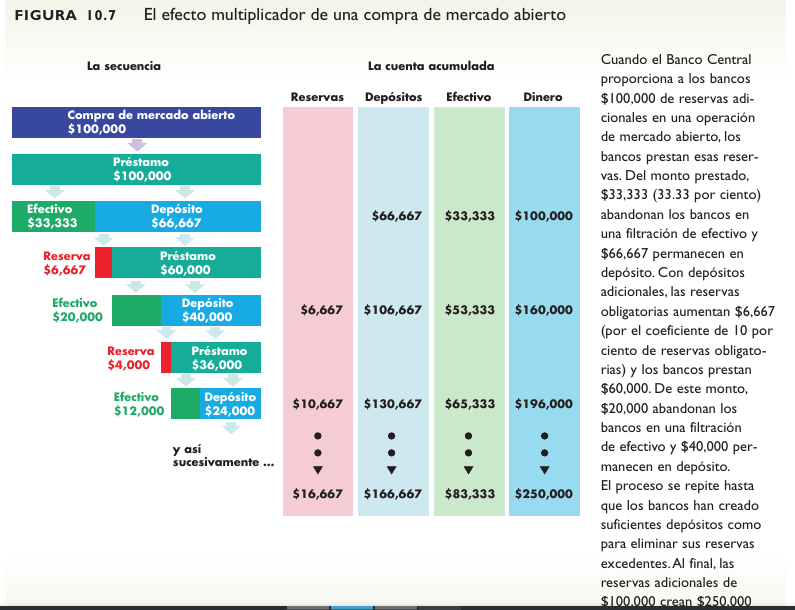 FIGURA 10.7 El efecto multiplicador de una compra de mercado abierto
La secuencia
Compra de mercado abierto
$100,000
Préstamo
$100,000
Efectivo
$33,333
Depósito
$66,667
Reserva
$6,667
Préstamo
$60,000
Efectivo
$20,000
Depósito
$40,000
Reserva
$4,000
Préstamo
$36,000
Efectivo
$12,000
Depósito
$24,000
y así
sucesivamente ...
La cuenta acumulada
Reservas Depósitos Efectivo Dinero
$66,667 $33,333 $100,000
$6,667 $106,667 $53,333 $160,000
$10,667 $130,667 $65,333 $196,000
$16,667 $166,667 $83,333 $250,000
Cuando el Banco Central
proporciona a los bancos
$100,000 de reservas adi-
cionales en una operación
de mercado abierto, los
bancos prestan esas reser-
vas. Del monto prestado,
$33,333 (33.33 por ciento)
abandonan los bancos en
una filtración de efectivo y
$66,667 permanecen en
depósito. Con depósitos
adicionales, las reservas
obligatorias aumentan $6,667
(por el coeficiente de 10 por
ciento de reservas obligato-
rias) y los bancos prestan
$60,000. De este monto,
$20,000 abandonan los
bancos en una filtración
de efectivo y $40,000 per-
manecen en depósito.
El proceso se repite hasta
que los bancos han creado
suficientes depósitos como
para eliminar sus reservas
excedentes. Al final, las
reservas adicionales de
$100,000 crean $250,000